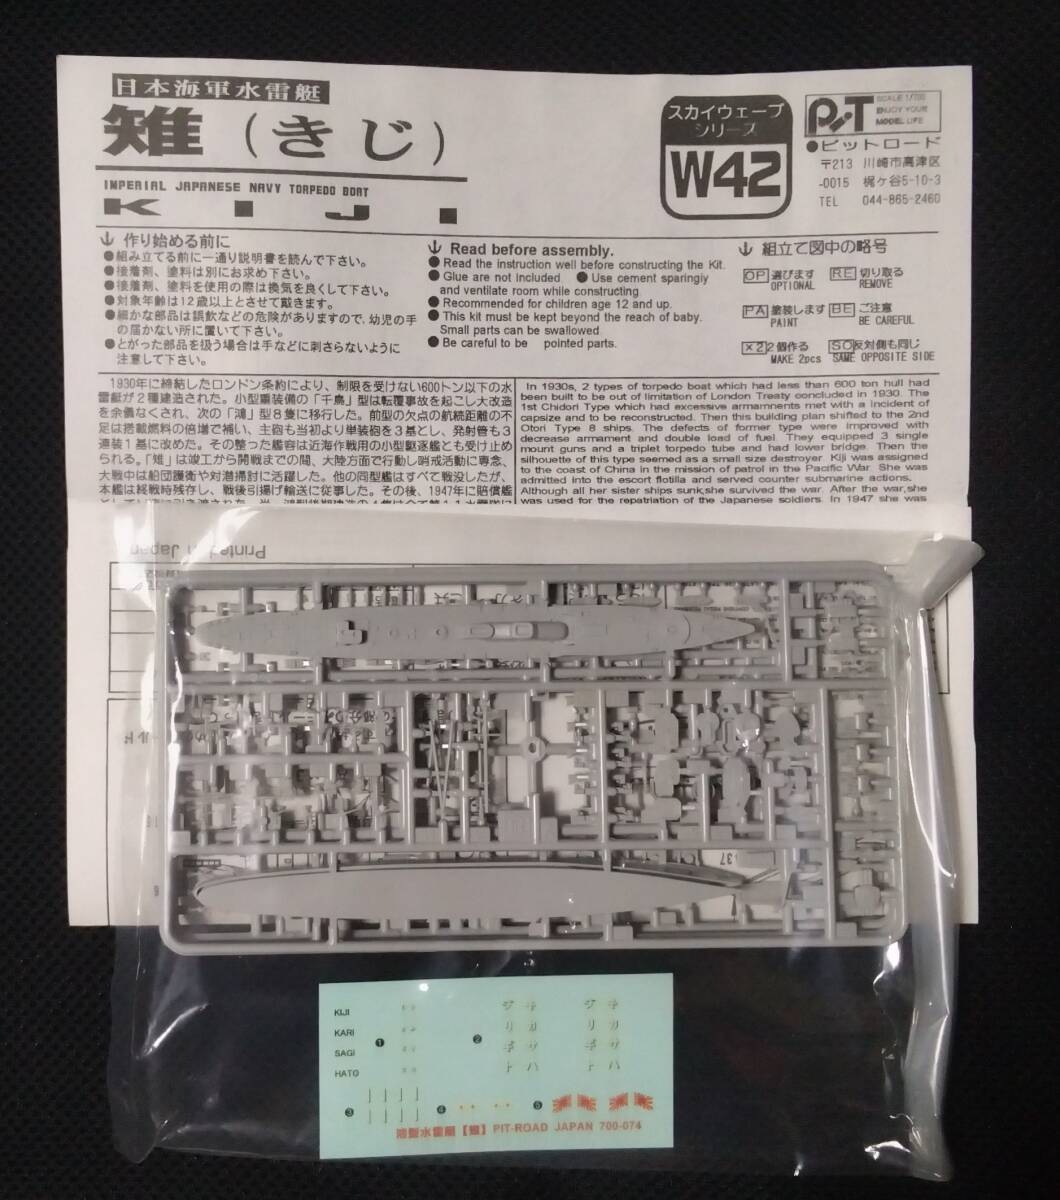 日本海軍水雷艇
雉(きじ)
IMPERIAL JAPANESE NAVY TORPEDO BOAT
KIJI
スカイウェーブ
シリーズ
W42
PIT
SCALE 1/700
ENJOY YOUR
MODEL LIFE
●ピットロード
〒213 川崎市高津区
-0015 梶ケ谷5-10-3
TEL 044-865-2460
作り始める前に
●組み立てる前に一通り説明書を読んで下さい。
●接着剤、塗料は別にお求め下さい。
●接着剤、塗料を使用の際は換気を良くして下さい。
●対象年齢は12歳以上とさせて戴きます。
●細かな部品は誤飲などの危険がありますので、幼児の手
の届かない所に置いて下さい。
●とがった部品を扱う場合は手などに刺さらないように
注意して下さい。
Read before assembly.
● Read the instruction well before constructing the Kit.
● Glue are not included ● Use cement sparingly
and ventilate room while constructing
● Recommended for children age 12 and up.
● This kit must be kept beyond the reach of baby.
Small parts can be swallowed.
● Be careful to be pointed parts.
組立て図中の略号
OP 選びます OPTIONAL
RE 切り取る REMOVE
PA 塗装します PAINT
BE ご注意 BE CAREFUL
×2 2個作る MAKE 2pcs
SO 反対側も同じ SAME OPPOSITE SIDE
1930年に締結したロンドン条約により、制限を受けない600トン以下の水
雷艇が2種建造された。小型重装備の「千鳥」型は転覆事故を起こし大改造
を余儀なくされ、次の「鴻」型8隻に移行した。前型の欠点の航続距離の不
足は搭載燃料の倍増で補い、主砲も当初より単装砲を3基とし、発射管も3
連装1基に改めた。その整った艦容は近海作戦用の小型駆逐艦とも受け止め
られる。「雉」は竣工から開戦までの間、大陸方面で行動し哨戒活動に専念、
大戦中は船団護衛や対潜掃討に活躍した。他の同型艦はすべて戦没したが、
本艦は終戦時残存し、戦後引揚げ輸送に従事した。その後、1947年に賠償艦
In 1930s, 2 types of torpedo boat which had less than 600 ton hull had
been built to be out of limitation of London Treaty concluded in 1930. The
1st Chidori Type which had excessive armamnents met with a incident of
capsize and to be reconstructed. Then this building plan shifted to the 2nd
Otori Type 8 ships. The defects of former type were improved with
decrease armament and double load of fuel. They equipped 3 single
mount guns and a triplet torpedo tube and had lower bridge. Then the
silhouette of this type seemed as a small size destroyer. Kiji was assigned
to the coast of China in the mission of patrol in the Pacific War. She was
admitted into the escort flotilla and served counter submarine actions.
Although all her sister ships sunk,she survived the war. After the war,she
was used for the repatriation of the Japanese soldiers. In 1947 she was
Printed in Japan
KIJI
KARI
SAGI
HATO
1
2
ジ キ ジ キ
リ カ リ カ
ギ サ ギ サ
ト ハ ト ハ
3
4
5
鴻型水雷艇【雉】PIT-ROAD JAPAN 700-074